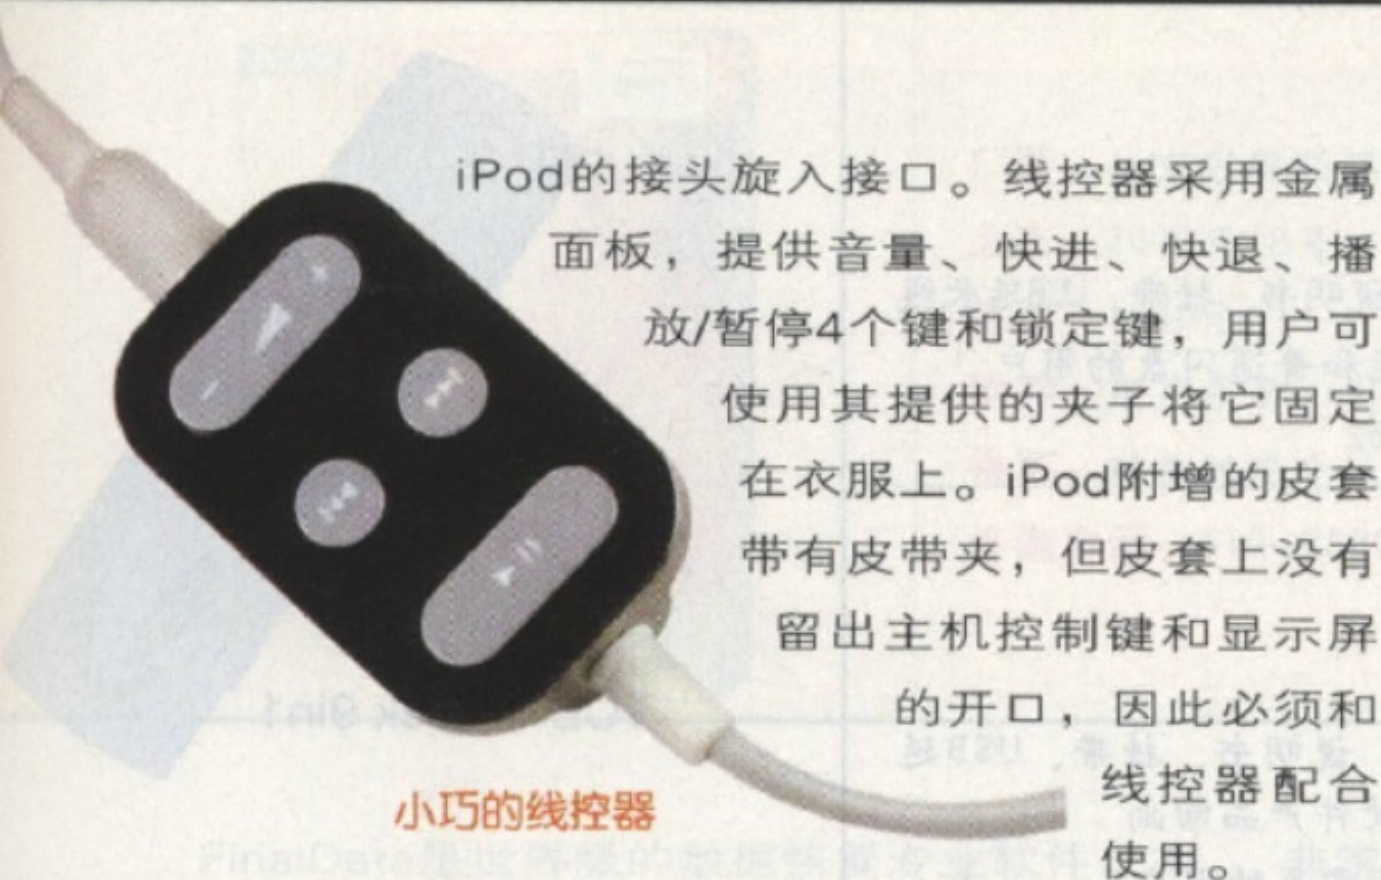 iPod的接头旋入接口。线控器采用金属
面板，提供音量、快进、快退、播
放/暂停4个键和锁定键，用户可
使用其提供的夹子将它固定
在衣服上。iPod附增的皮套
带有皮带夹，但皮套上没有
留出主机控制键和显示屏
的开口，因此必须和
线控器配合
使用。
小巧的线控器